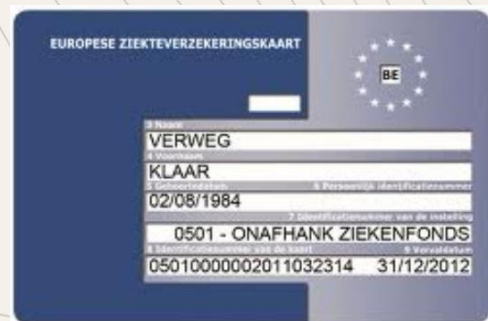 EUROPESE ZIEKTEVERZEKERINGSKAART
BE
3 Naam
VERWEG
4 Voornaam
KLAAR
5 Geboortedatum 6 Persoonlijk identificatienummer
02/08/1984
7 Identificatienummer van de instelling
0501 - ONAFHANK ZIEKENFONDS
8 Identificatienummer van de kaart 9 Vervaldatum
05010000002011032314 31/12/2012